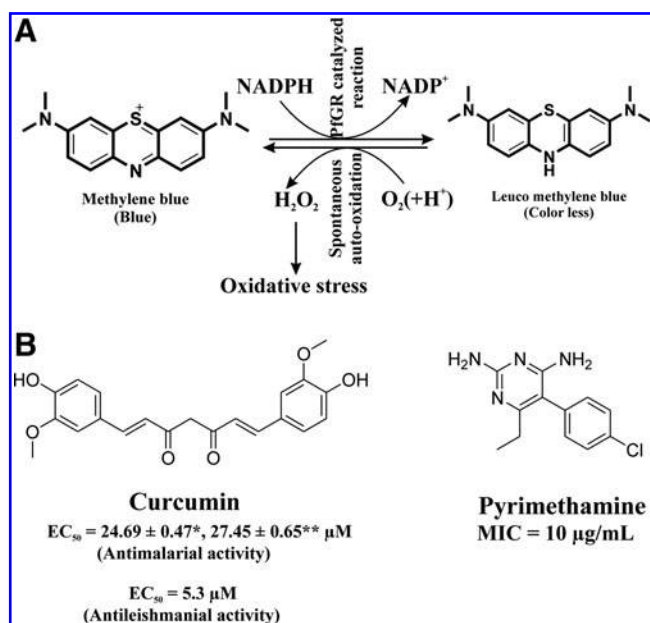 A
NADPH
PfGR catalyzed
reaction
NADP+
N
S+
N
N
Methylene blue
(Blue)
H₂O₂
Spontaneous
auto-oxidation
O₂(+H⁺)
N
S
N
NH
Leuco methylene blue
(Color less)
Oxidative stress
B
HO
O
O
O
O
OH
Curcumin
EC₅₀ = 24.69 ± 0.47*, 27.45 ± 0.65** µM
(Antimalarial activity)
EC₅₀ = 5.3 µM
(Antileishmanial activity)
H₂N
N
NH₂
N
Cl
Pyrimethamine
MIC = 10 µg/mL